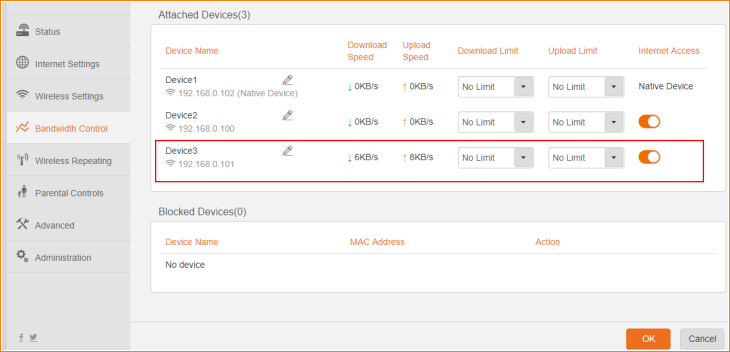 Attached Devices(3)
Status
Internet Settings
Wireless Settings
Bandwidth Control
Wireless Repeating
Parental Controls
Advanced
Administration
Device Name Download Speed Upload Speed Download Limit Upload Limit Internet Access
Device1
192.168.0.102 (Native Device) ↓ 0KB/s ↑ 0KB/s No Limit No Limit Native Device
Device2
192.168.0.100 ↓ 0KB/s ↑ 0KB/s No Limit No Limit
Device3
192.168.0.101 ↓ 6KB/s ↑ 8KB/s No Limit No Limit
Blocked Devices(0)
Device Name MAC Address Action
No device
OK Cancel